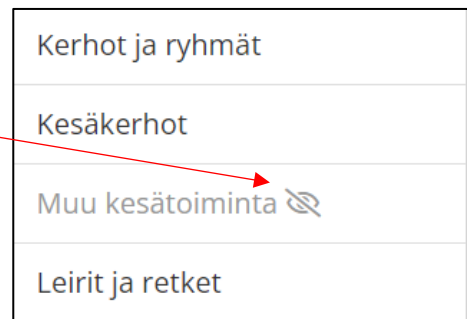 Kerhot ja ryhmät
Kesäkerhot
Muu kesätoiminta
Leirit ja retket